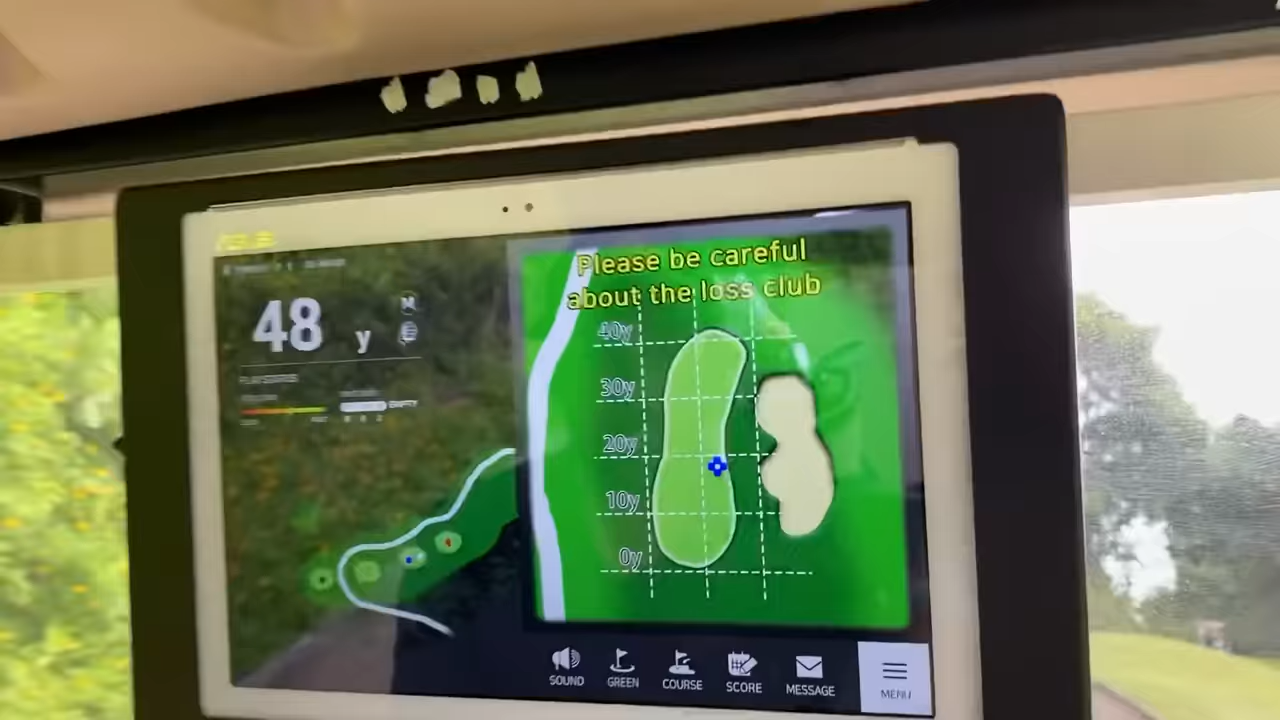 Please be careful
about the loss club
48 y
M
40y
30y
20y
10y
0y
EMPTY
SOUND
GREEN
COURSE
SCORE
MESSAGE
MENU